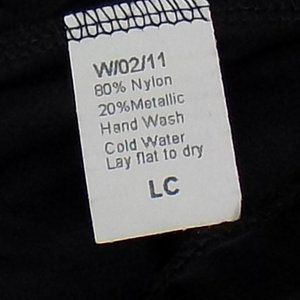 W/02/11
80% Nylon
20%Metallic
Hand Wash
Cold Water
Lay flat to dry
LC